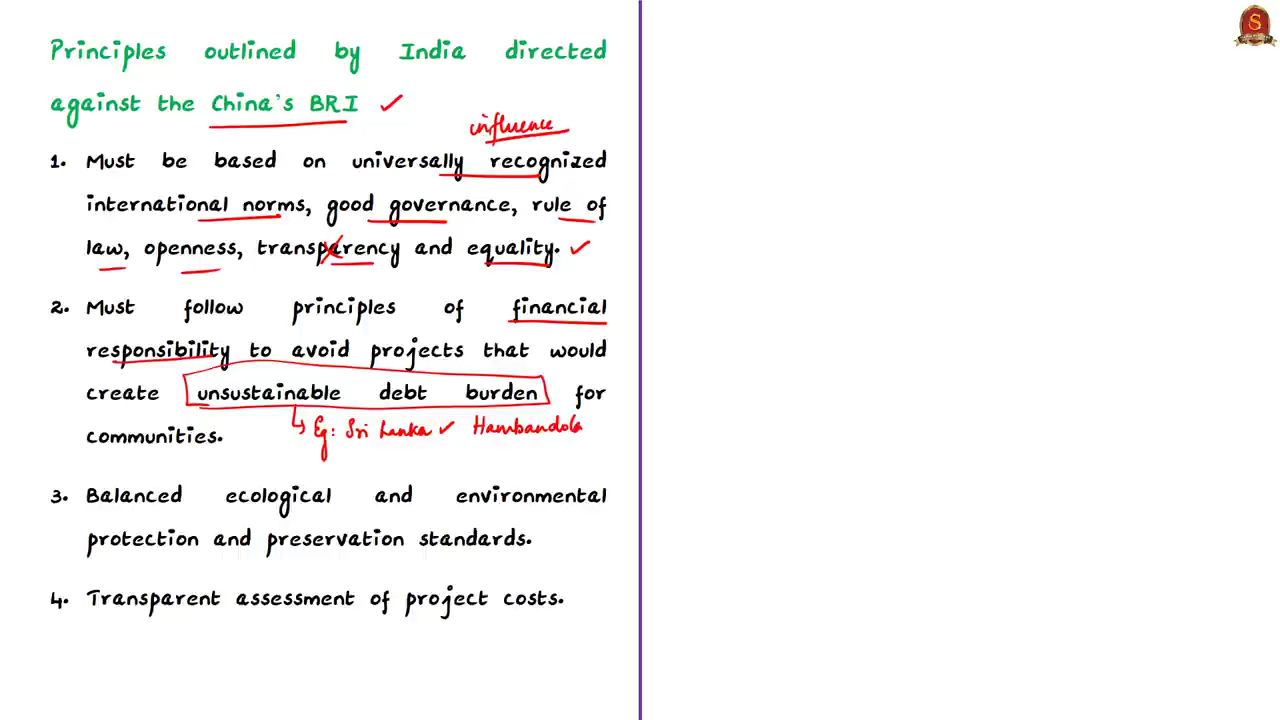 Principles outlined by India directed
against the China's BRI
influence
1. Must be based on universally recognized
international norms, good governance, rule of
law, openness, transparency and equality.
2. Must follow principles of financial
responsibility to avoid projects that would
create unsustainable debt burden for
Eg: Sri Lanka Hambandola
communities.
3. Balanced ecological and environmental
protection and preservation standards.
4. Transparent assessment of project costs.
S